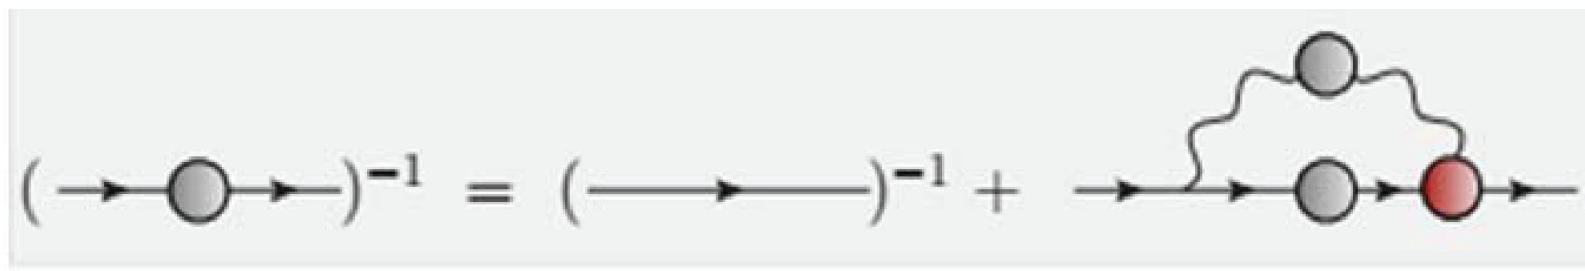 ( )⁻¹ = ( )⁻¹ +